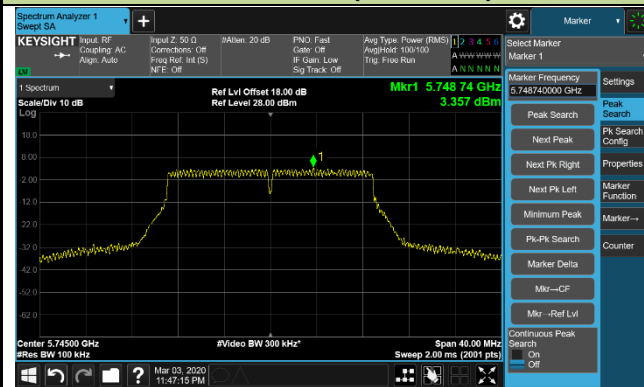 Spectrum Analyzer 1
Swept SA
Marker
KEYSIGHT
Input: RF
Coupling: AC
Align: Auto
Input Z: 50 Ω
Corrections: Off
Freq Ref: Int (S)
NFE: Off
#Atten: 20 dB
PNO: Fast
Gate: Off
IF Gain: Low
Sig Track: Off
Avg Type: Power (RMS)
Avg|Hold: 100/100
Trig: Free Run
1 2 3 4 5 6
A W W W W W
A N N N N N
LM
Select Marker
Marker 1
Marker Frequency
5.748740000 GHz
Peak Search
Next Peak
Next Pk Right
Next Pk Left
Minimum Peak
Pk-Pk Search
Marker Delta
Mkr→CF
Mkr→Ref Lvl
Continuous Peak
Search
On
Off
Settings
Peak
Search
Pk Search
Config
Properties
Marker
Function
Marker→
Counter
1 Spectrum
Scale/Div 10 dB
Log
Ref Lvl Offset 18.00 dB
Ref Level 28.00 dBm
Mkr1 5.748 74 GHz
3.357 dBm
18.0
8.00
-2.00
-12.0
-22.0
-32.0
-42.0
-52.0
-62.0
1
Center 5.74500 GHz
#Res BW 100 kHz
#Video BW 300 kHz*
Span 40.00 MHz
Sweep 2.00 ms (2001 pts)
Mar 03, 2020
11:47:15 PM